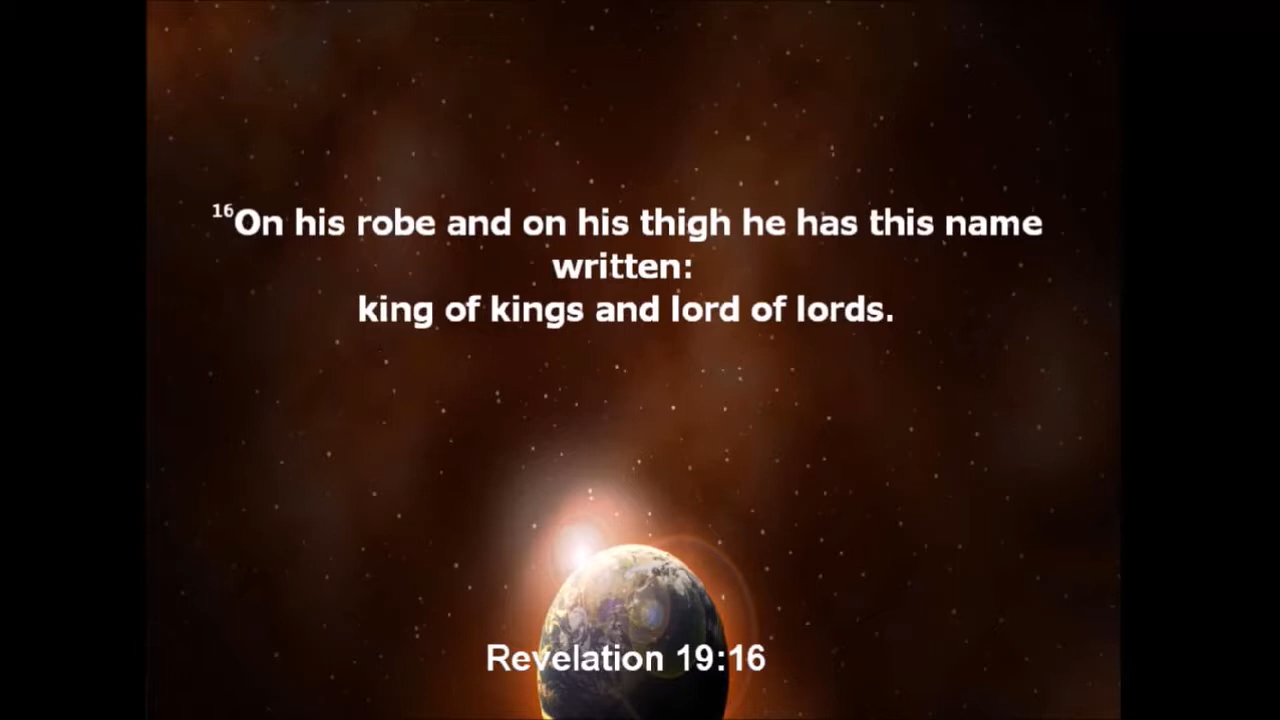 16On his robe and on his thigh he has this name
written:
king of kings and lord of lords.
Revelation 19:16